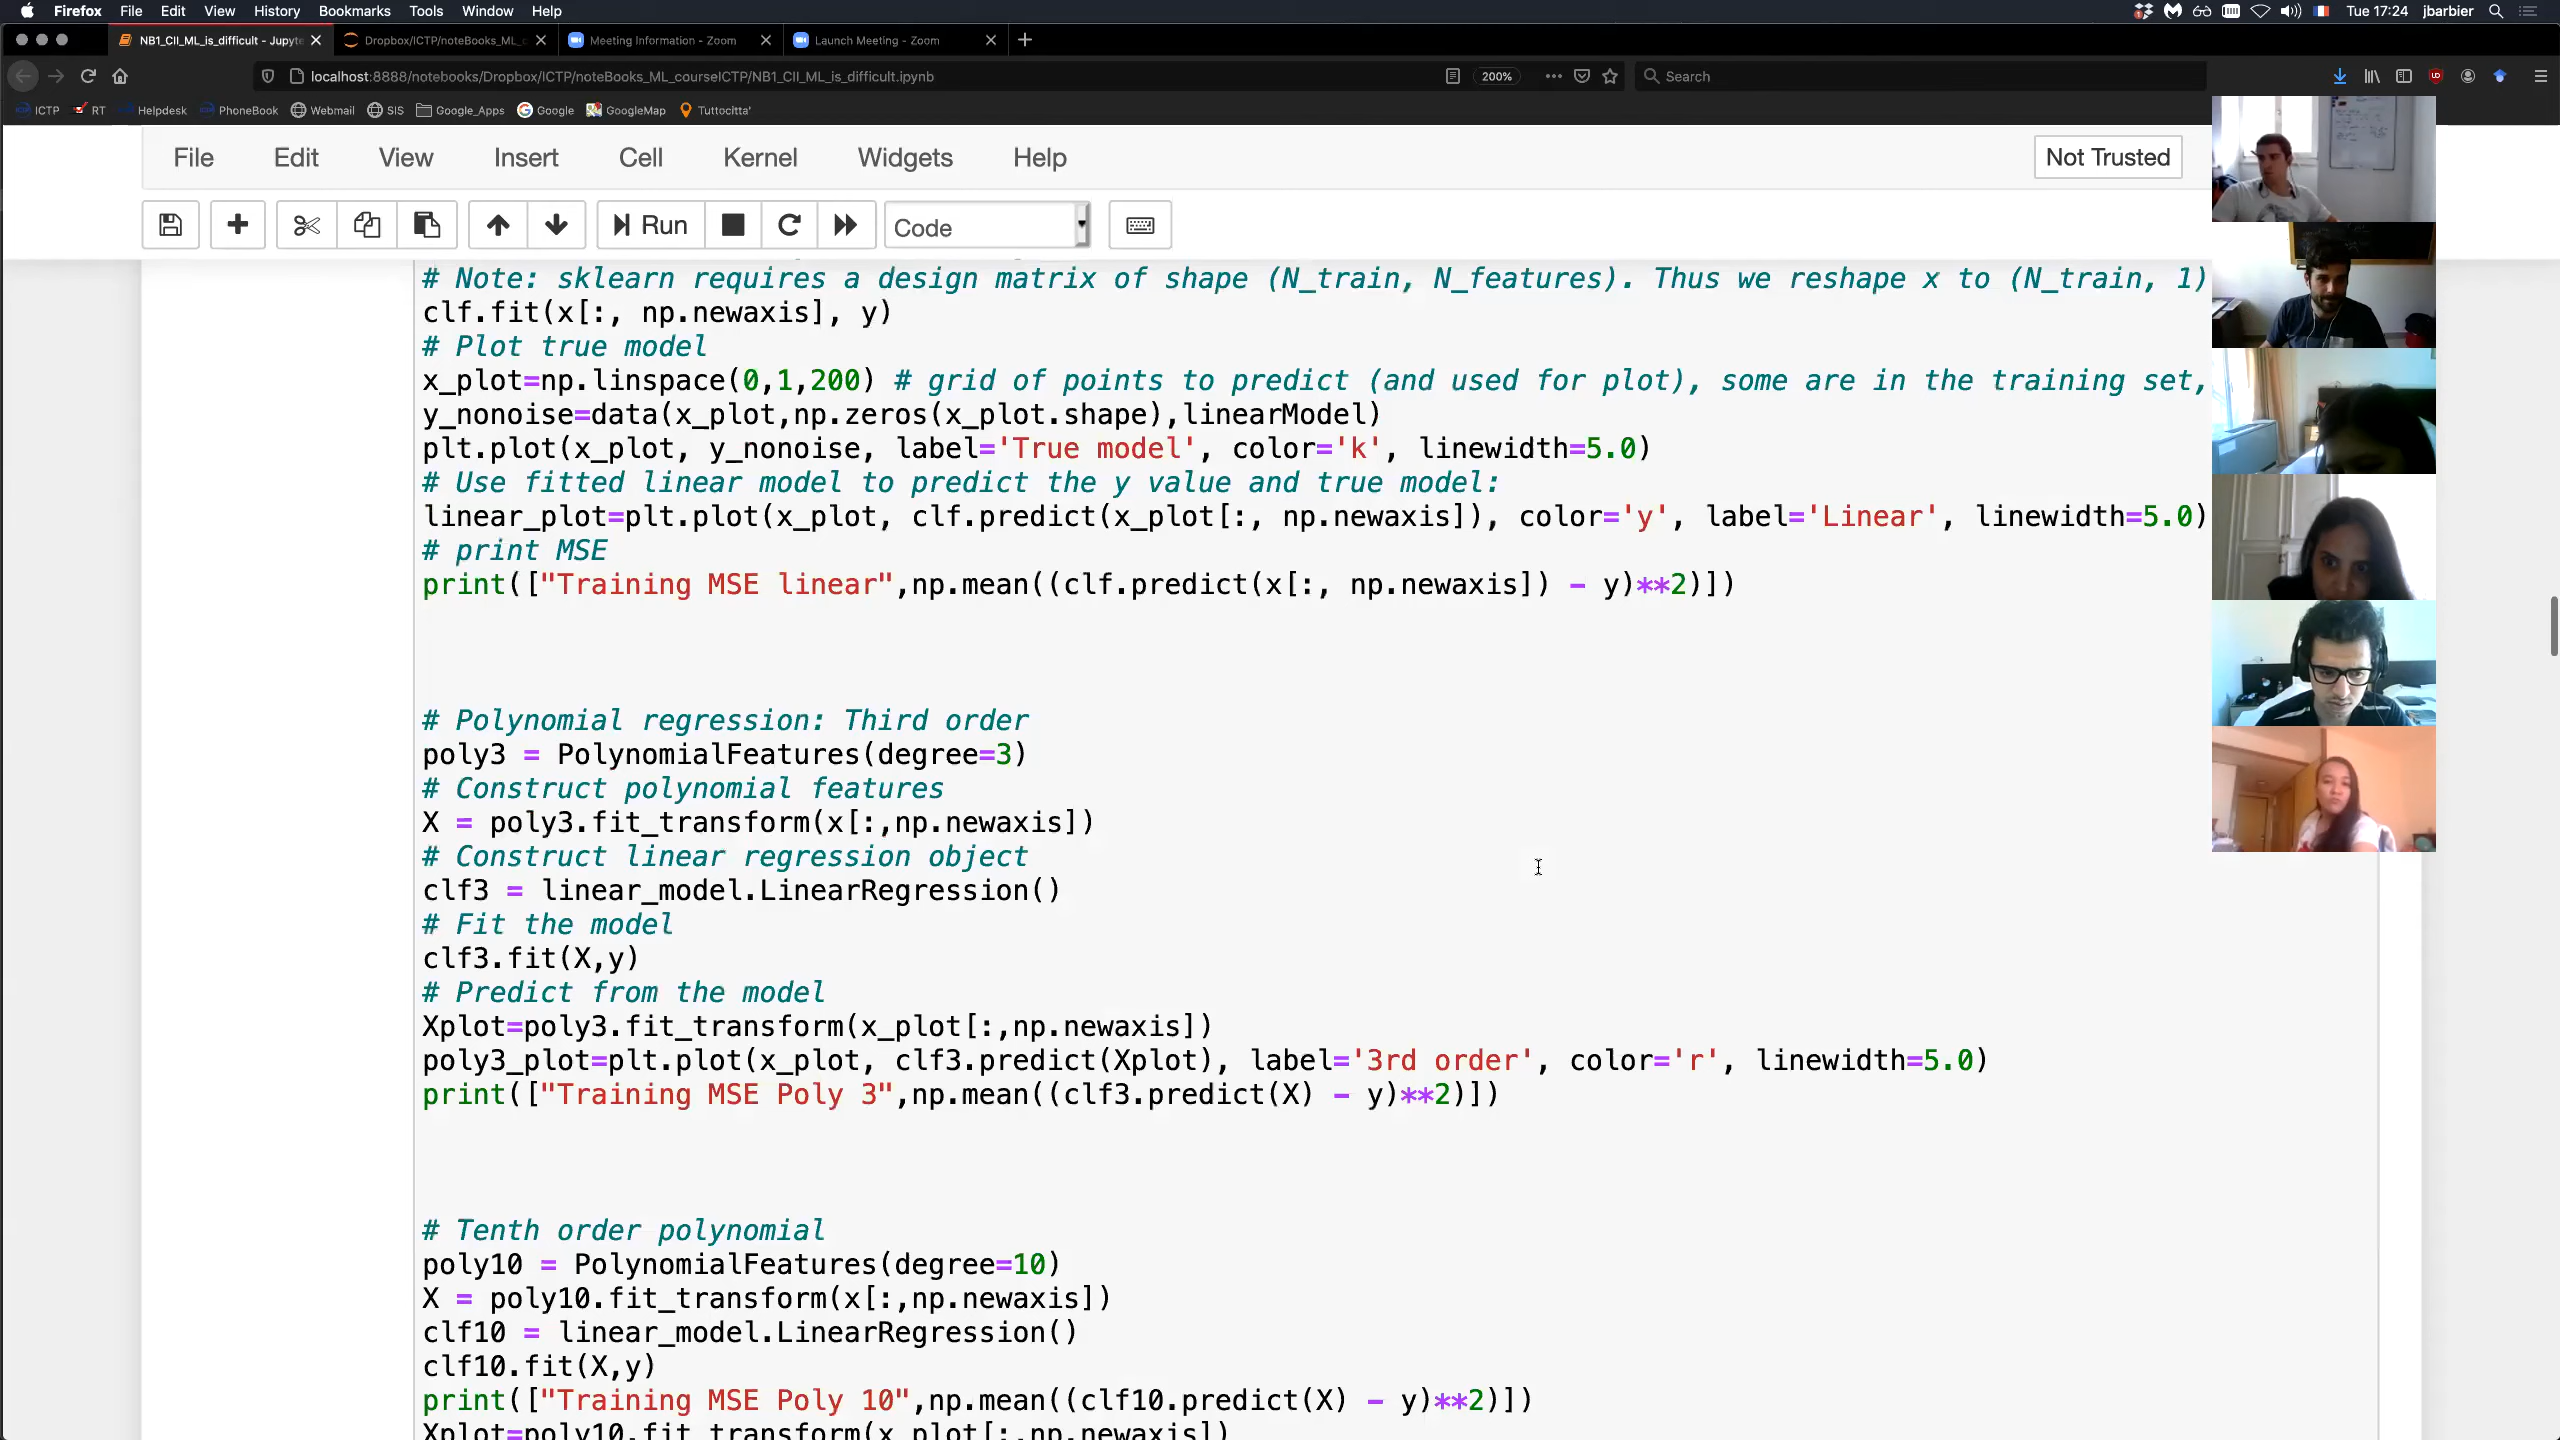 Firefox File Edit View History Bookmarks Tools Window Help Tue 17:24 jbarbier
NB1_CII_ML_is_difficult - Jupyte Dropbox/ICTP/noteBooks_ML_c Meeting Information - Zoom Launch Meeting - Zoom
localhost:8888/notebooks/Dropbox/ICTP/noteBooks_ML_courseICTP/NB1_CII_ML_is_difficult.ipynb 200% Search
ICTP RT Helpdesk PhoneBook Webmail SIS Google_Apps Google GoogleMap Tuttocitta'
File Edit View Insert Cell Kernel Widgets Help Not Trusted
Run Code
# Note: sklearn requires a design matrix of shape (N_train, N_features). Thus we reshape x to (N_train, 1)
clf.fit(x[:, np.newaxis], y)
# Plot true model
x_plot=np.linspace(0,1,200) # grid of points to predict (and used for plot), some are in the training set,
y_nonoise=data(x_plot,np.zeros(x_plot.shape),linearModel)
plt.plot(x_plot, y_nonoise, label='True model', color='k', linewidth=5.0)
# Use fitted linear model to predict the y value and true model:
linear_plot=plt.plot(x_plot, clf.predict(x_plot[:, np.newaxis]), color='y', label='Linear', linewidth=5.0)
# print MSE
print(["Training MSE linear",np.mean((clf.predict(x[:, np.newaxis]) - y)**2)])
# Polynomial regression: Third order
poly3 = PolynomialFeatures(degree=3)
# Construct polynomial features
X = poly3.fit_transform(x[:,np.newaxis])
# Construct linear regression object
clf3 = linear_model.LinearRegression()
# Fit the model
clf3.fit(X,y)
# Predict from the model
Xplot=poly3.fit_transform(x_plot[:,np.newaxis])
poly3_plot=plt.plot(x_plot, clf3.predict(Xplot), label='3rd order', color='r', linewidth=5.0)
print(["Training MSE Poly 3",np.mean((clf3.predict(X) - y)**2)])
# Tenth order polynomial
poly10 = PolynomialFeatures(degree=10)
X = poly10.fit_transform(x[:,np.newaxis])
clf10 = linear_model.LinearRegression()
clf10.fit(X,y)
print(["Training MSE Poly 10",np.mean((clf10.predict(X) - y)**2)])
Xplot=poly10.fit_transform(x_plot[:,np.newaxis])